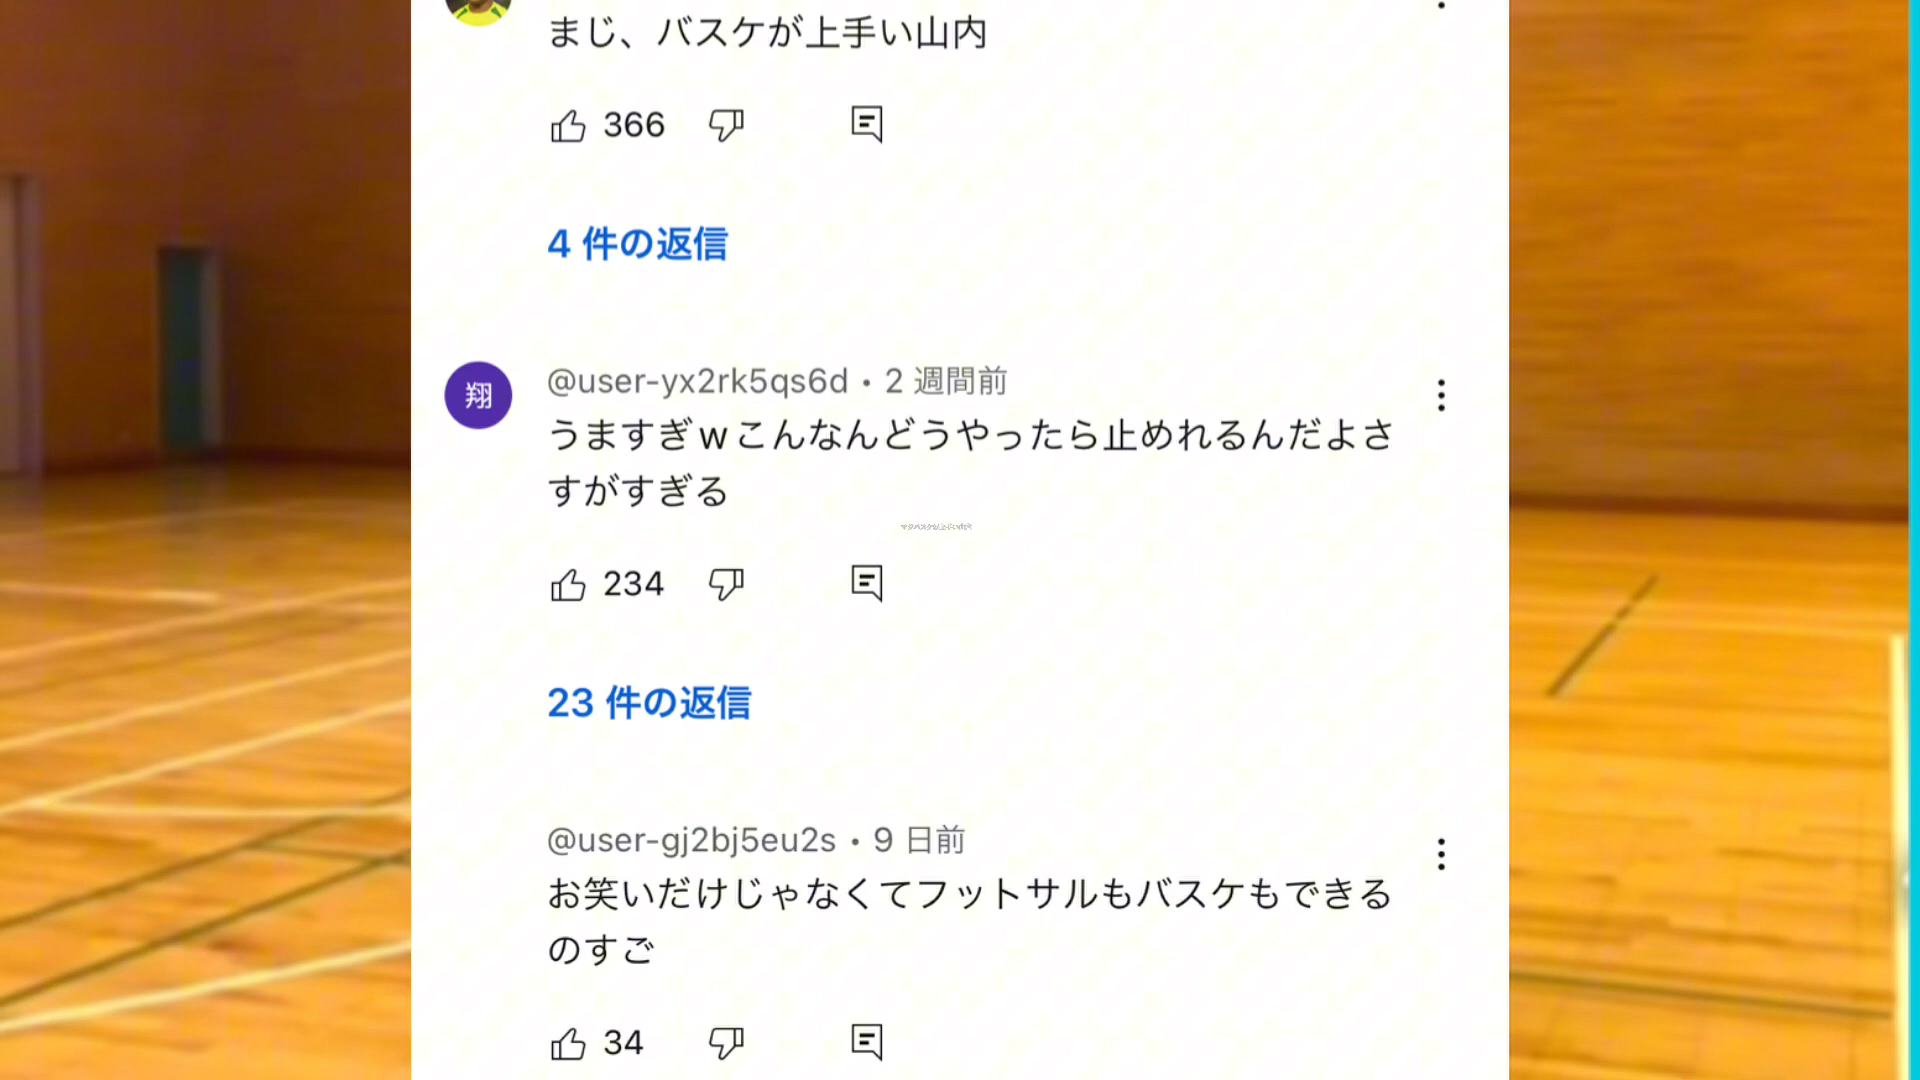 まじ、バスケが上手い山内
366
4 件の返信
翔
@user-yx2rk5qs6d • 2 週間前
うますぎｗこんなんどうやったら止めれるんだよさ
すがすぎる
234
23 件の返信
@user-gj2bj5eu2s • 9 日前
お笑いだけじゃなくてフットサルもバスケもできる
のすご
34